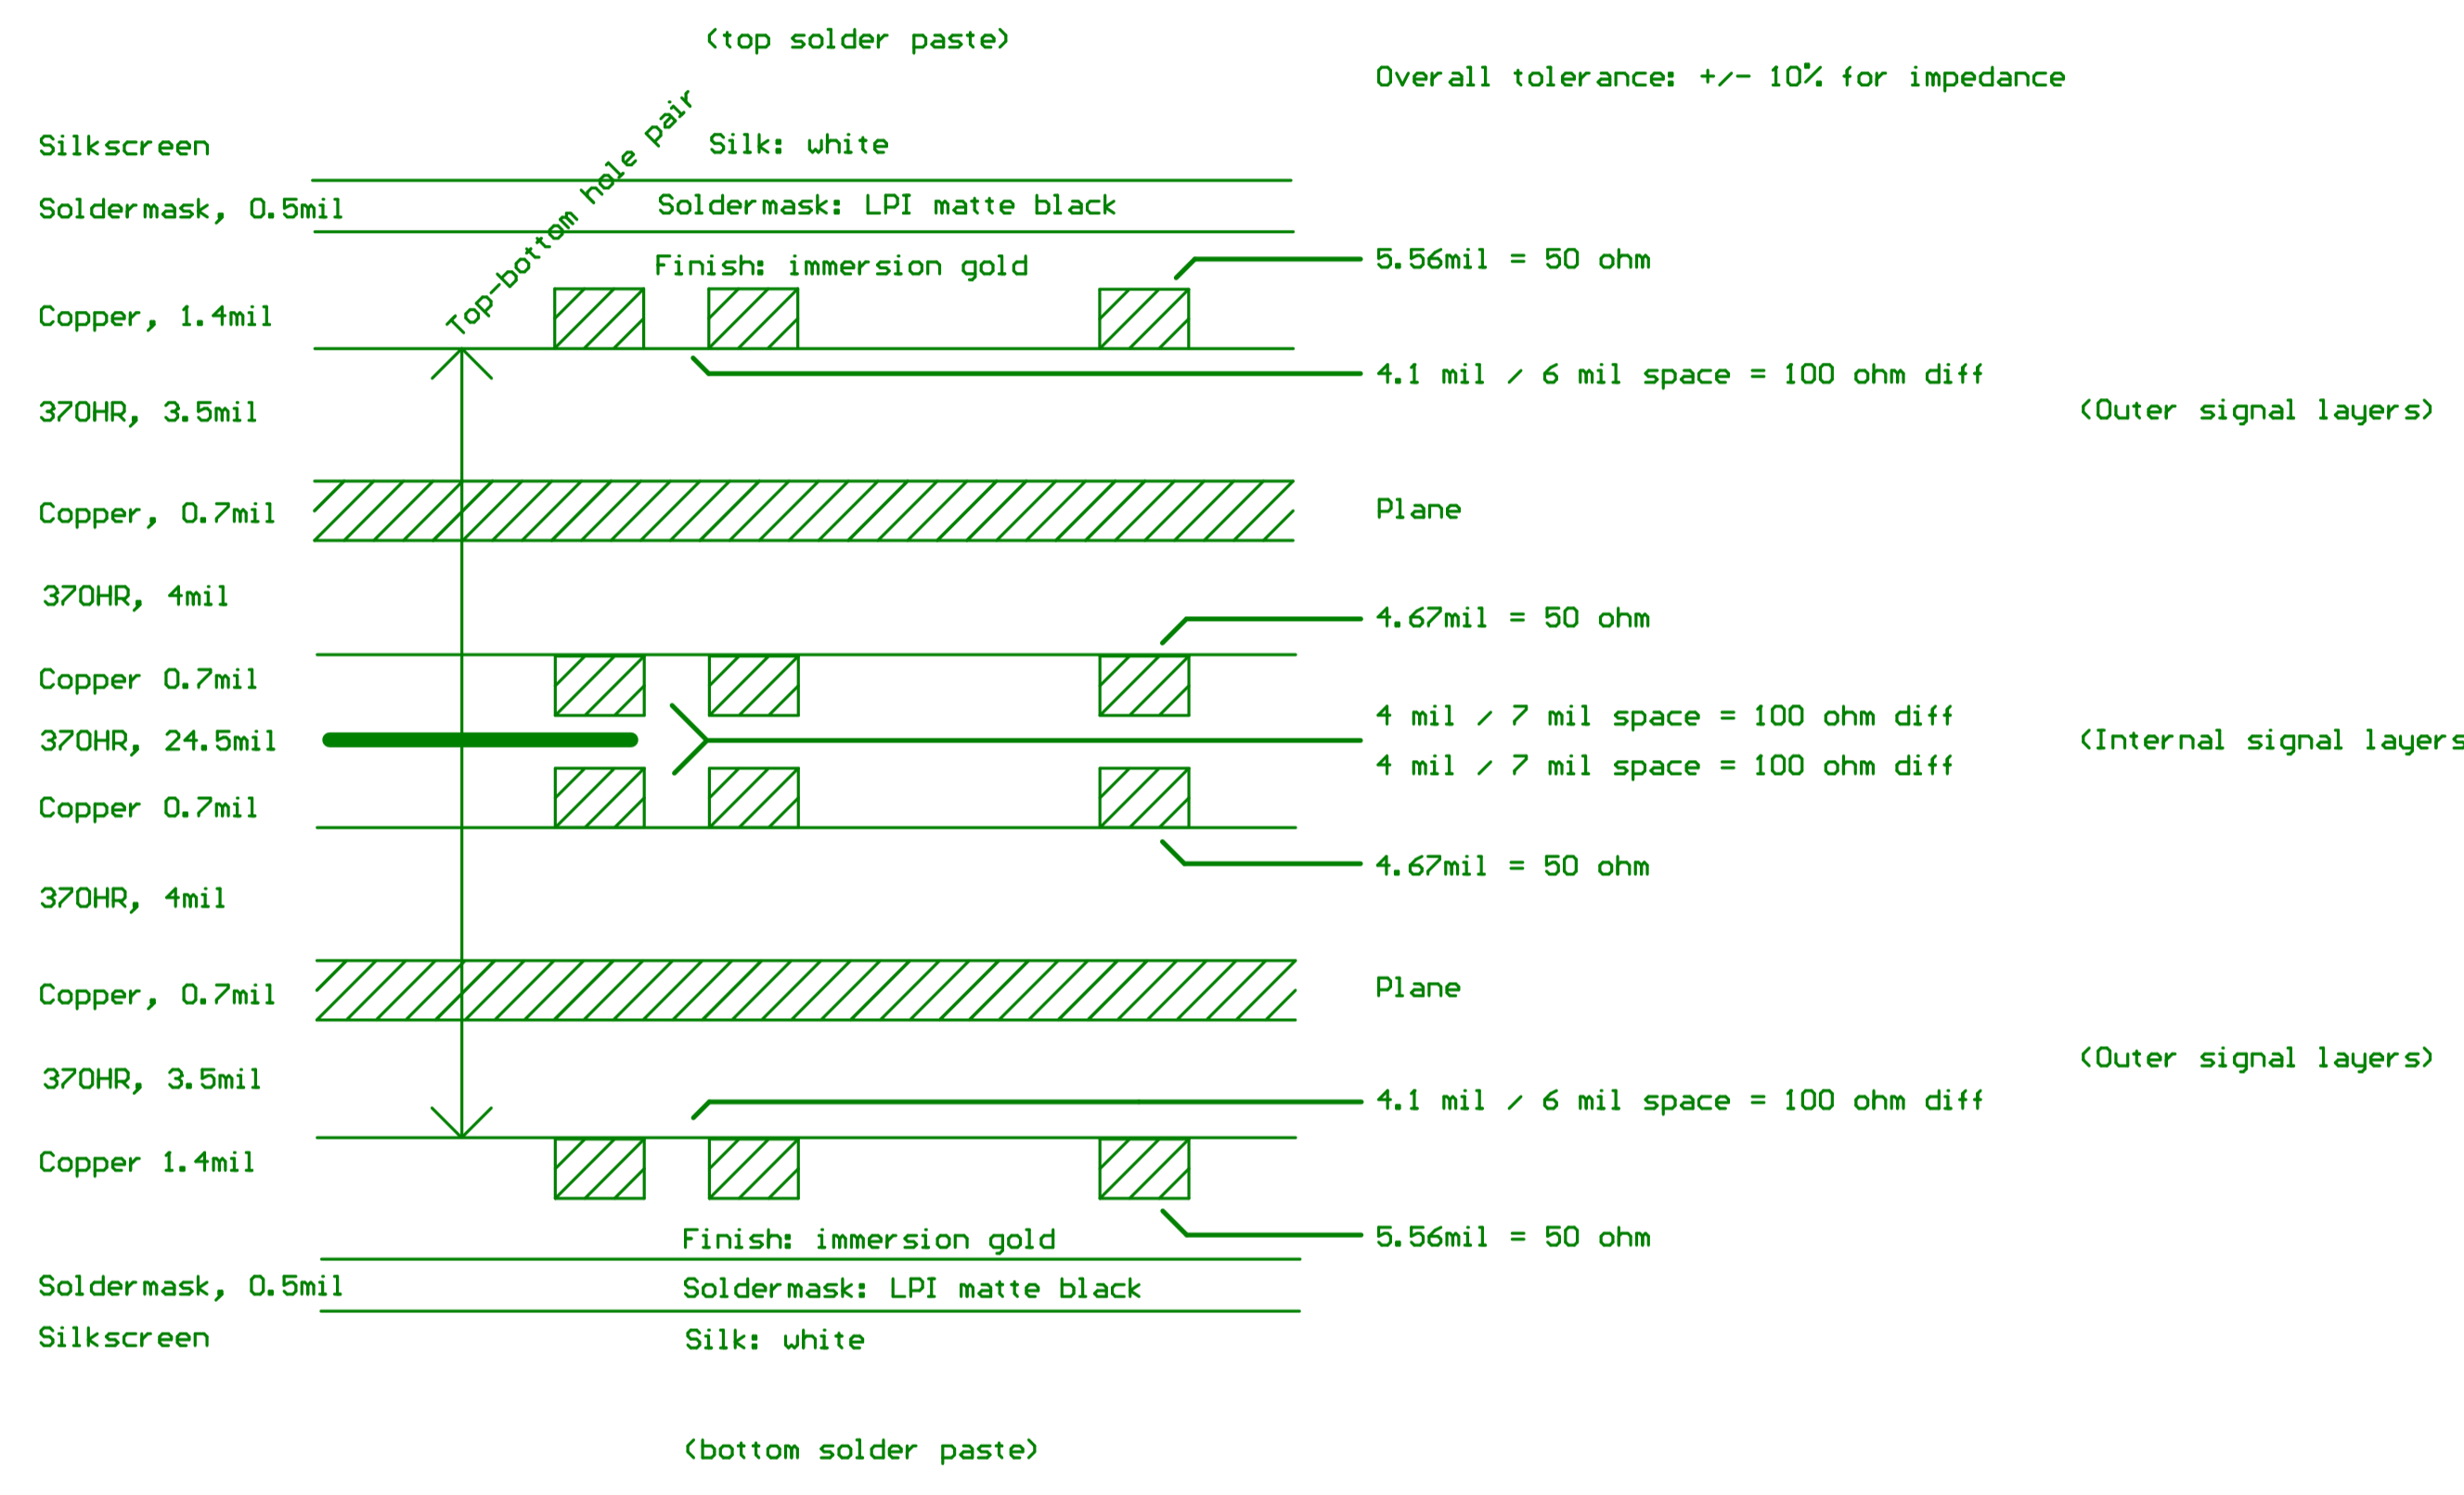 (top solder paste)
Overall tolerance: +/- 10% for impedance
Top-bottom hole pair
Silkscreen
Silk: white
Soldermask, 0.5mil
Soldermask: LPI matte black
Finish: immersion gold
5.56mil = 50 ohm
Copper, 1.4mil
4.1 mil / 6 mil space = 100 ohm diff
370HR, 3.5mil
(Outer signal layers)
Copper, 0.7mil
Plane
370HR, 4mil
4.67mil = 50 ohm
Copper 0.7mil
4 mil / 7 mil space = 100 ohm diff
370HR, 24.5mil
(Internal signal layers
4 mil / 7 mil space = 100 ohm diff
Copper 0.7mil
4.67mil = 50 ohm
370HR, 4mil
Copper, 0.7mil
Plane
(Outer signal layers)
370HR, 3.5mil
4.1 mil / 6 mil space = 100 ohm diff
Copper 1.4mil
Finish: immersion gold
5.56mil = 50 ohm
Soldermask, 0.5mil
Soldermask: LPI matte black
Silkscreen
Silk: white
(bottom solder paste)